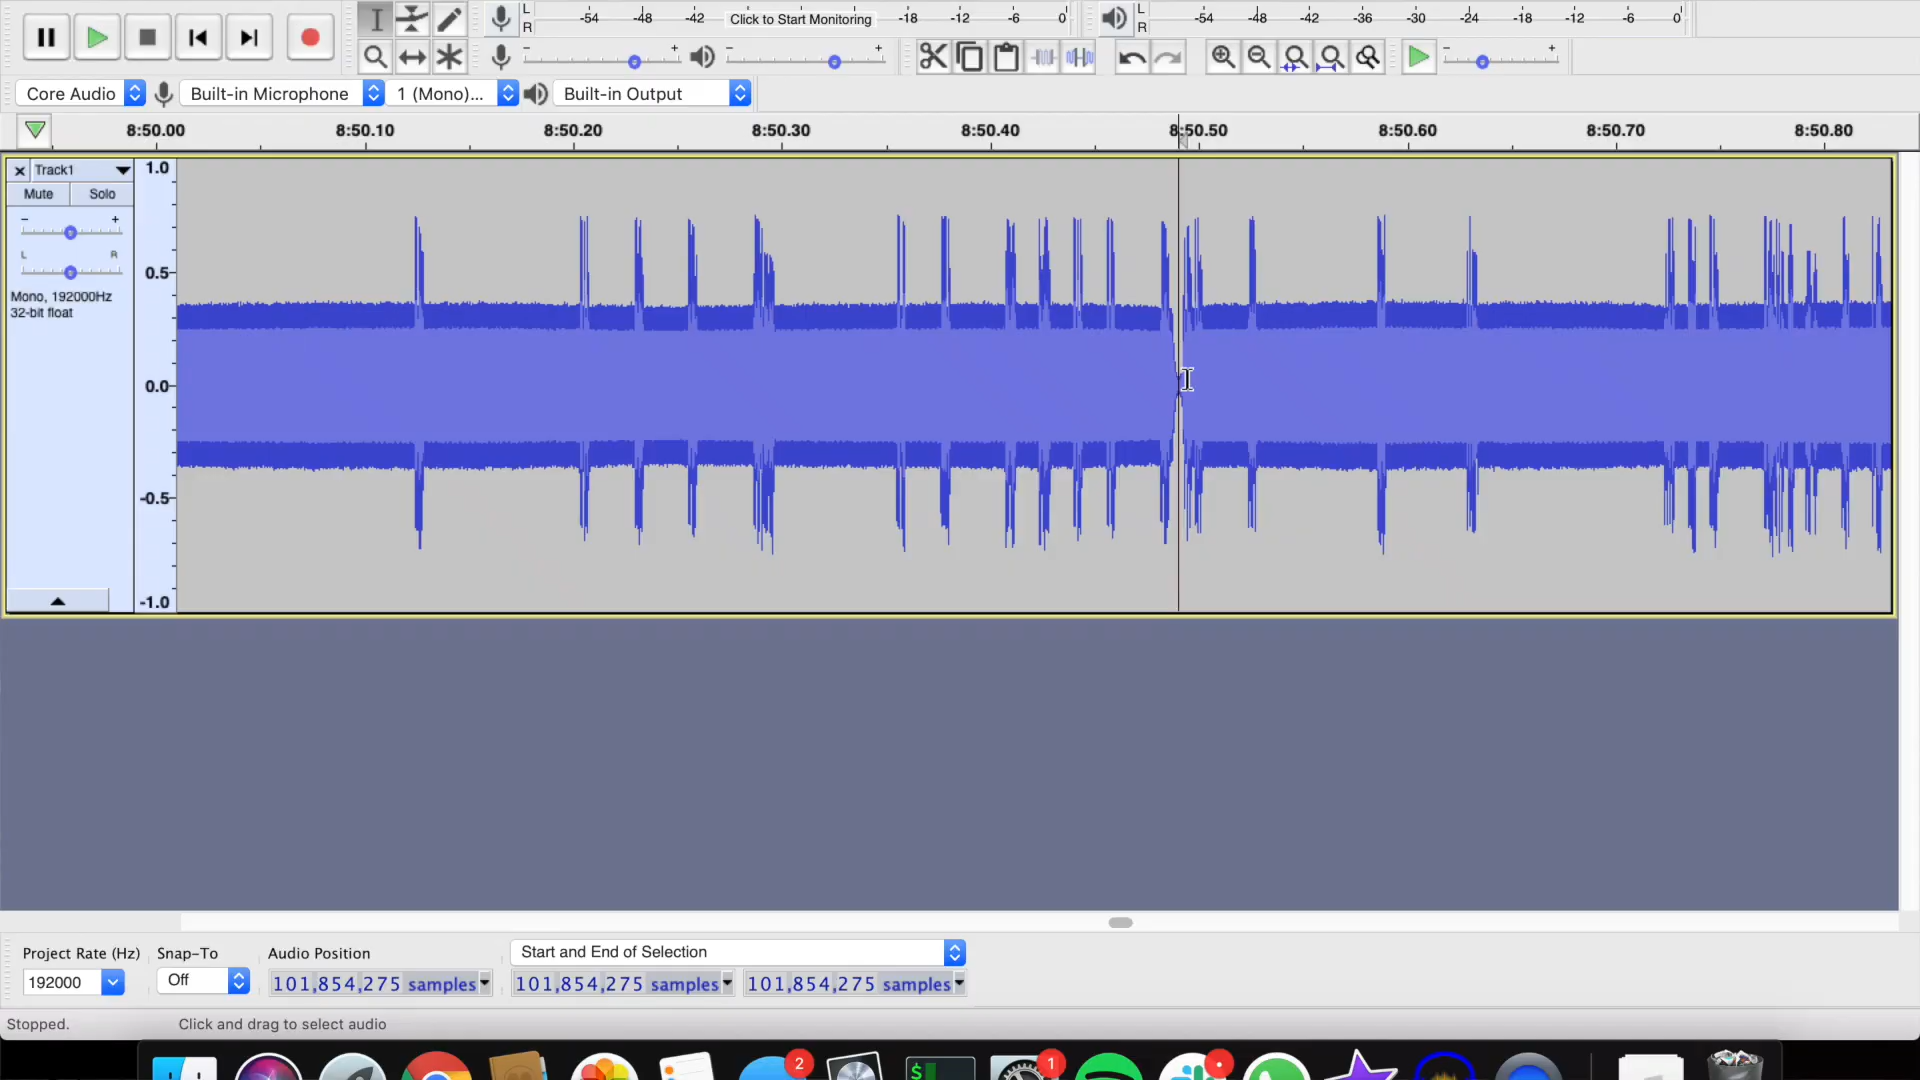 L
R
-54 -48 -42 Click to Start Monitoring -18 -12 -6 0
L
R
-54 -48 -42 -36 -30 -24 -18 -12 -6 0
- +
- +
- +
Core Audio
Built-in Microphone
1 (Mono)...
Built-in Output
8:50.00 8:50.10 8:50.20 8:50.30 8:50.40 8:50.50 8:50.60 8:50.70 8:50.80
Track1
Mute Solo
- +
L R
Mono, 192000Hz
32-bit float
1.0
0.5
0.0
-0.5
-1.0
Project Rate (Hz) Snap-To Audio Position Start and End of Selection
192000 Off 101,854,275 samples 101,854,275 samples 101,854,275 samples
Stopped. Click and drag to select audio
2
$
1